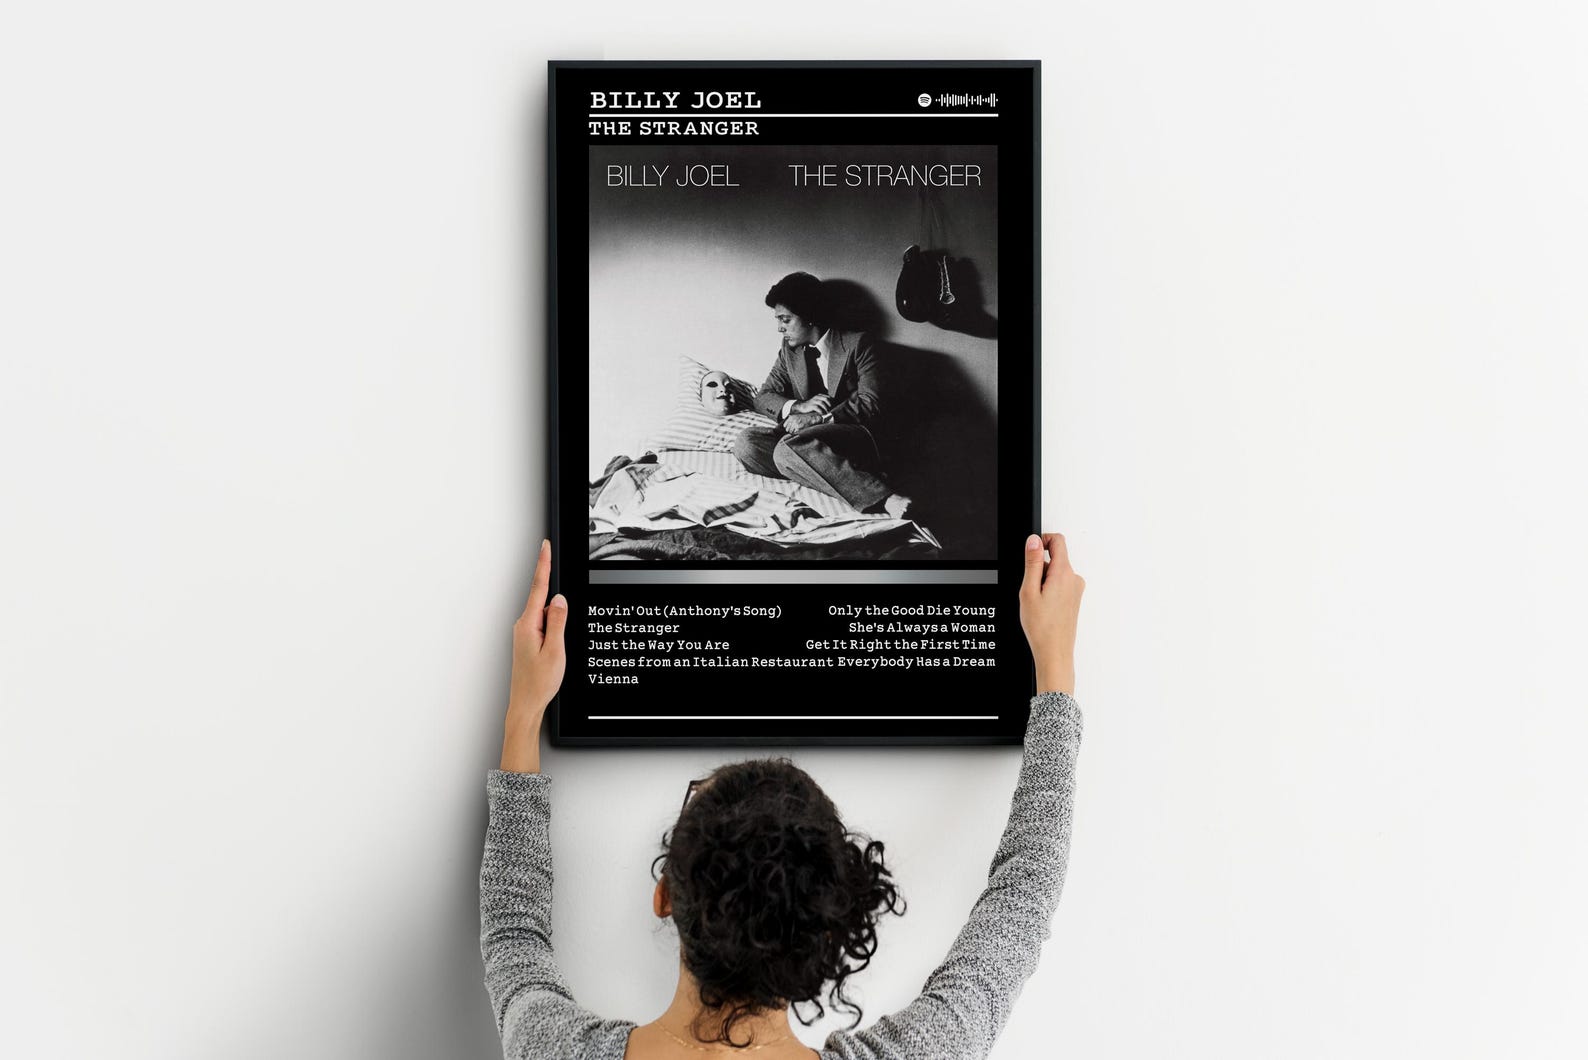 BILLY JOEL
THE STRANGER
BILLY JOEL THE STRANGER
Movin' Out (Anthony's Song)
The Stranger
Just the Way You Are
Scenes from an Italian Restaurant
Vienna
Only the Good Die Young
She's Always a Woman
Get It Right the First Time
Everybody Has a Dream